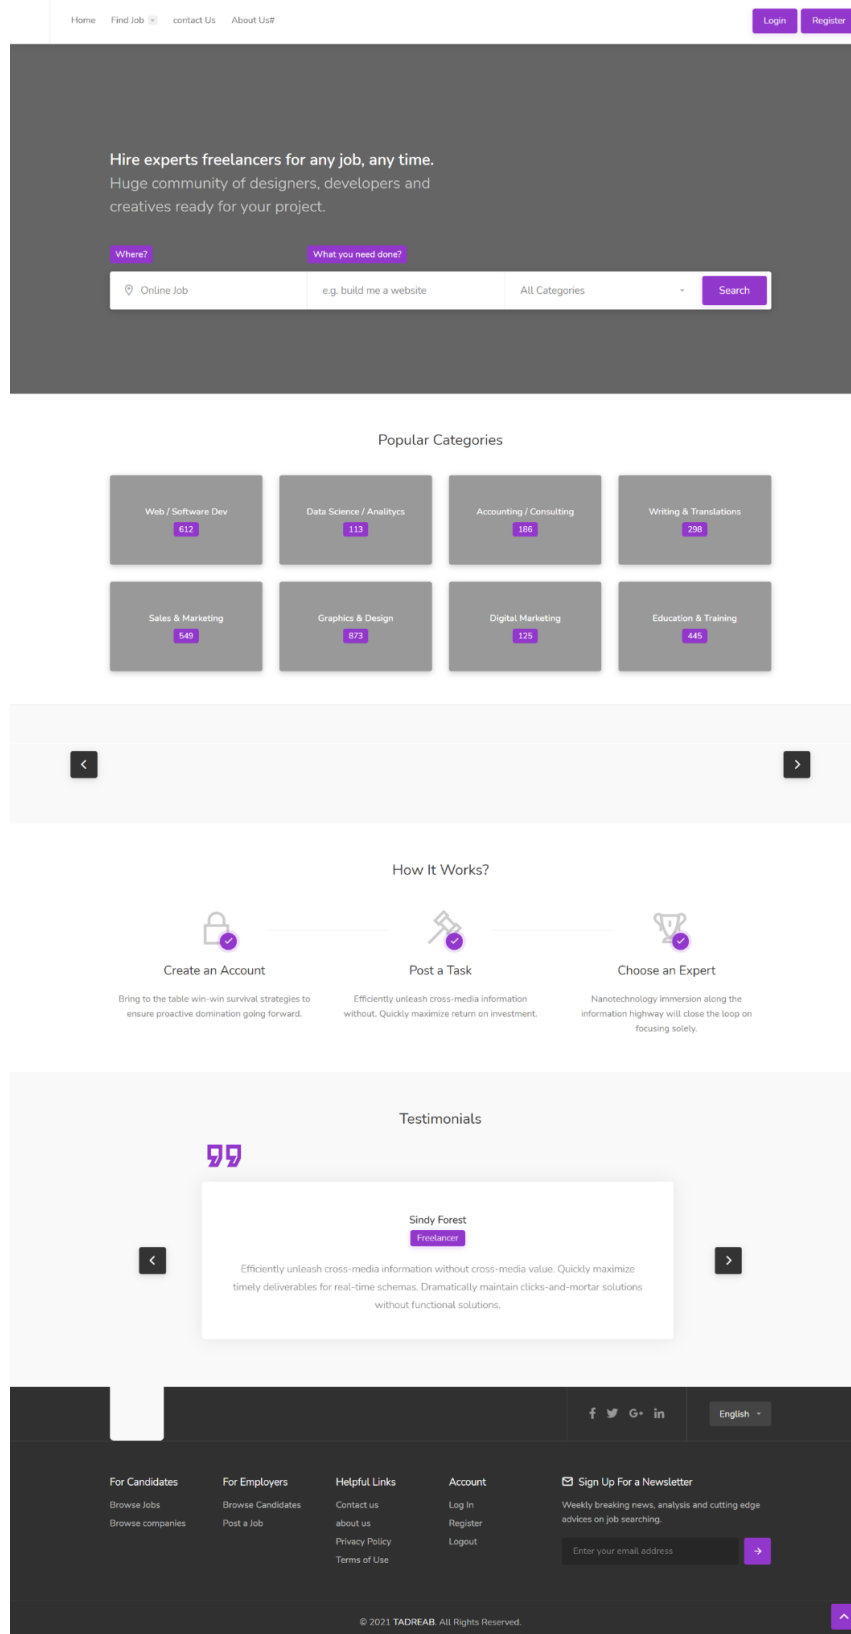 Home Find Job contact Us About Us#
Login Register
Hire experts freelancers for any job, any time.
Huge community of designers, developers and
creatives ready for your project.
Where? What you need done?
Online Job e.g. build me a website All Categories Search
Popular Categories
Web / Software Dev
612
Data Science / Analitycs
113
Accounting / Consulting
186
Writing & Translations
298
Sales & Marketing
549
Graphics & Design
873
Digital Marketing
125
Education & Training
445
How It Works?
Create an Account
Bring to the table win-win survival strategies to
ensure proactive domination going forward.
Post a Task
Efficiently unleash cross-media information
without. Quickly maximize return on investment.
Choose an Expert
Nanotechnology immersion along the
information highway will close the loop on
focusing solely.
Testimonials
Sindy Forest
Freelancer
Efficiently unleash cross-media information without cross-media value. Quickly maximize
timely deliverables for real-time schemas. Dramatically maintain clicks-and-mortar solutions
without functional solutions.
English
For Candidates
Browse Jobs
Browse companies
For Employers
Browse Candidates
Post a Job
Helpful Links
Contact us
about us
Privacy Policy
Terms of Use
Account
Log In
Register
Logout
Sign Up For a Newsletter
Weekly breaking news, analysis and cutting edge
advices on job searching.
Enter your email address
© 2021 TADREAB. All Rights Reserved.